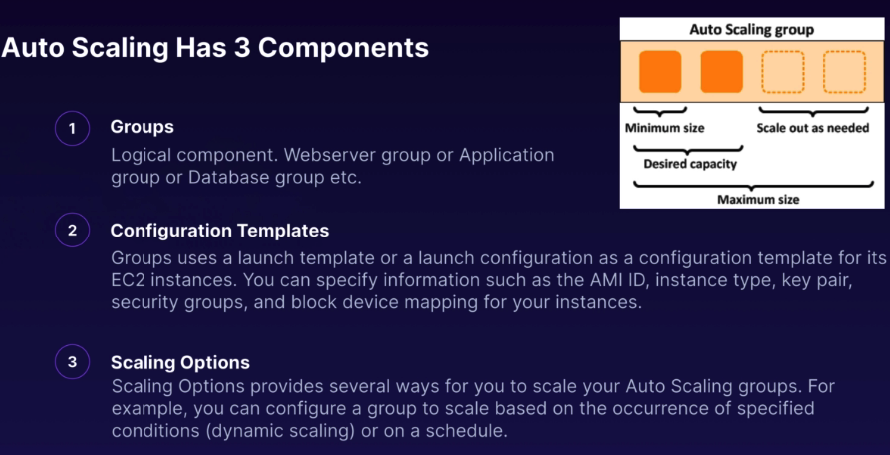 Auto Scaling Has 3 Components
Auto Scaling group
Minimum size
Scale out as needed
Desired capacity
Maximum size
1
Groups
Logical component. Webserver group or Application
group or Database group etc.
2
Configuration Templates
Groups uses a launch template or a launch configuration as a configuration template for its
EC2 instances. You can specify information such as the AMI ID, instance type, key pair,
security groups, and block device mapping for your instances.
3
Scaling Options
Scaling Options provides several ways for you to scale your Auto Scaling groups. For
example, you can configure a group to scale based on the occurrence of specified
conditions (dynamic scaling) or on a schedule.